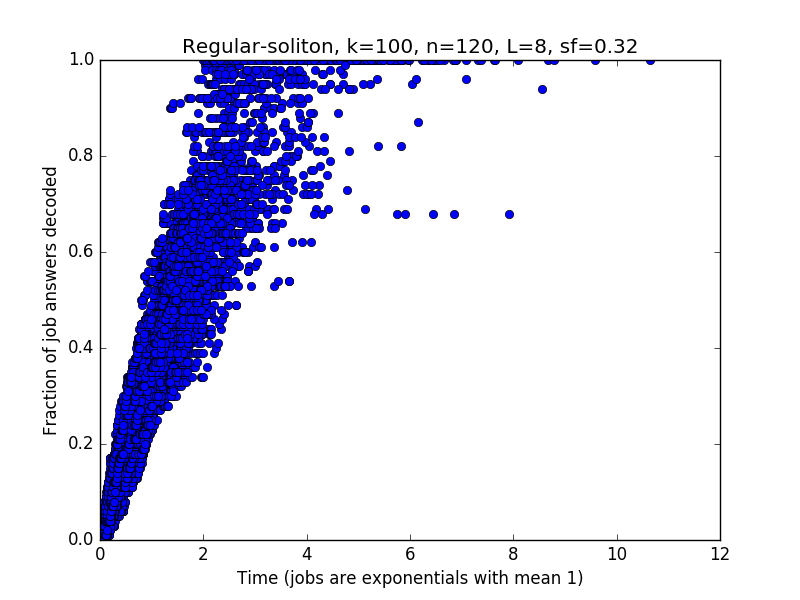 Regular-soliton, k=100, n=120, L=8, sf=0.32
1.0
0.8
0.6
0.4
0.2
0.0
Fraction of job answers decoded
0 2 4 6 8 10 12
Time (jobs are exponentials with mean 1)